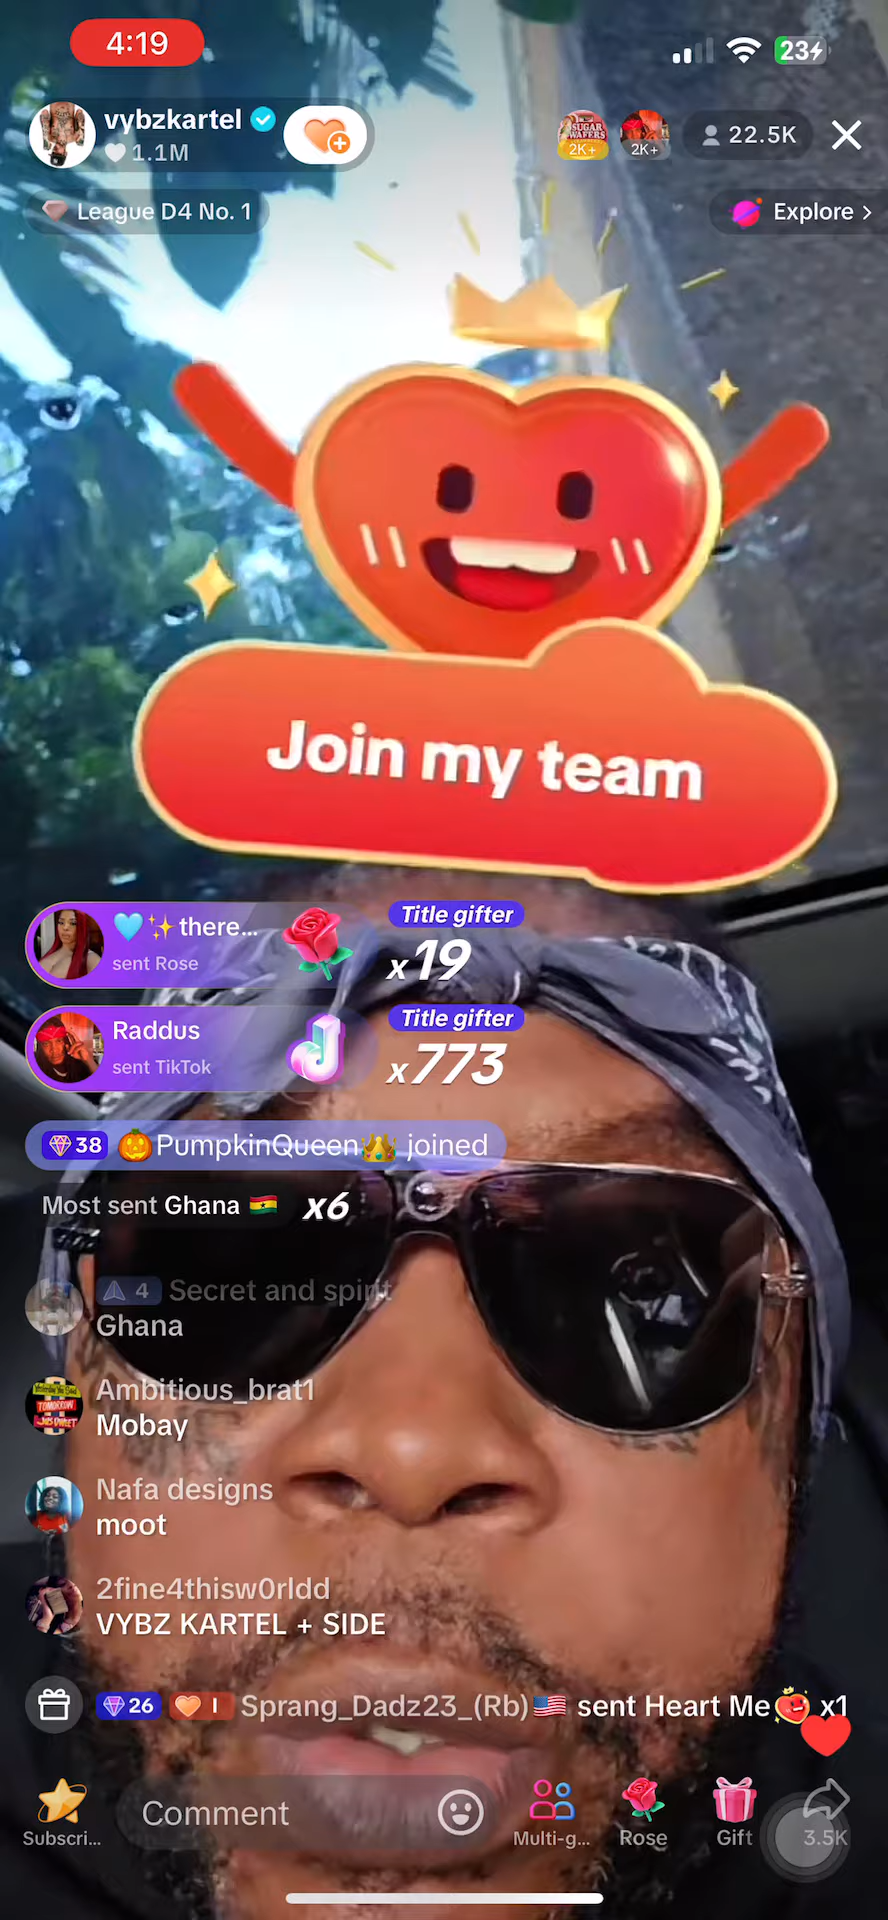 4:19
23
vybzkartel
1.1M
SUGAR WAFERS
2K+
2K+
22.5K
League D4 No. 1
Explore >
Join my team
there...
sent Rose
Title gifter
x19
Raddus
sent TikTok
Title gifter
x773
38 PumpkinQueen joined
Most sent Ghana x6
4 Secret and spirit
Ghana
Ambitious_brat1
Mobay
TOMORROW
Nafa designs
moot
2fine4thisw0rldd
VYBZ KARTEL + SIDE
26 I Sprang_Dadz23_(Rb) sent Heart Me x1
Comment
Subscri...
Multi-g...
Rose
Gift
3.5K